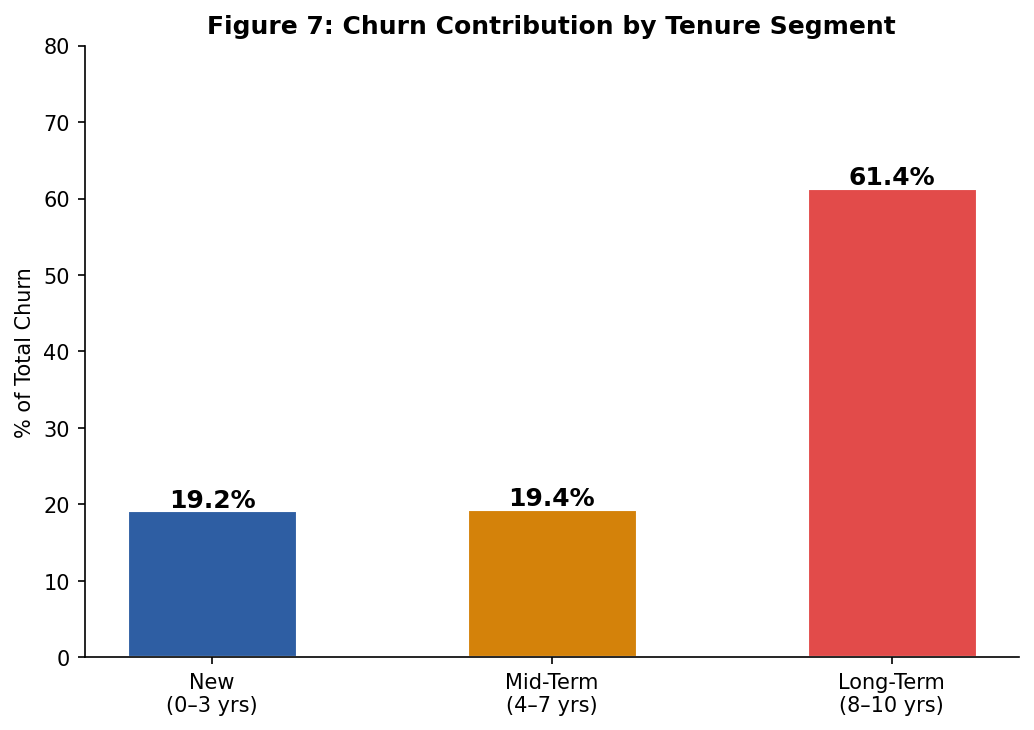 Figure 7: Churn Contribution by Tenure Segment
% of Total Churn
80
70
60
50
40
30
20
10
0
19.2%
19.4%
61.4%
New
(0–3 yrs)
Mid-Term
(4–7 yrs)
Long-Term
(8–10 yrs)